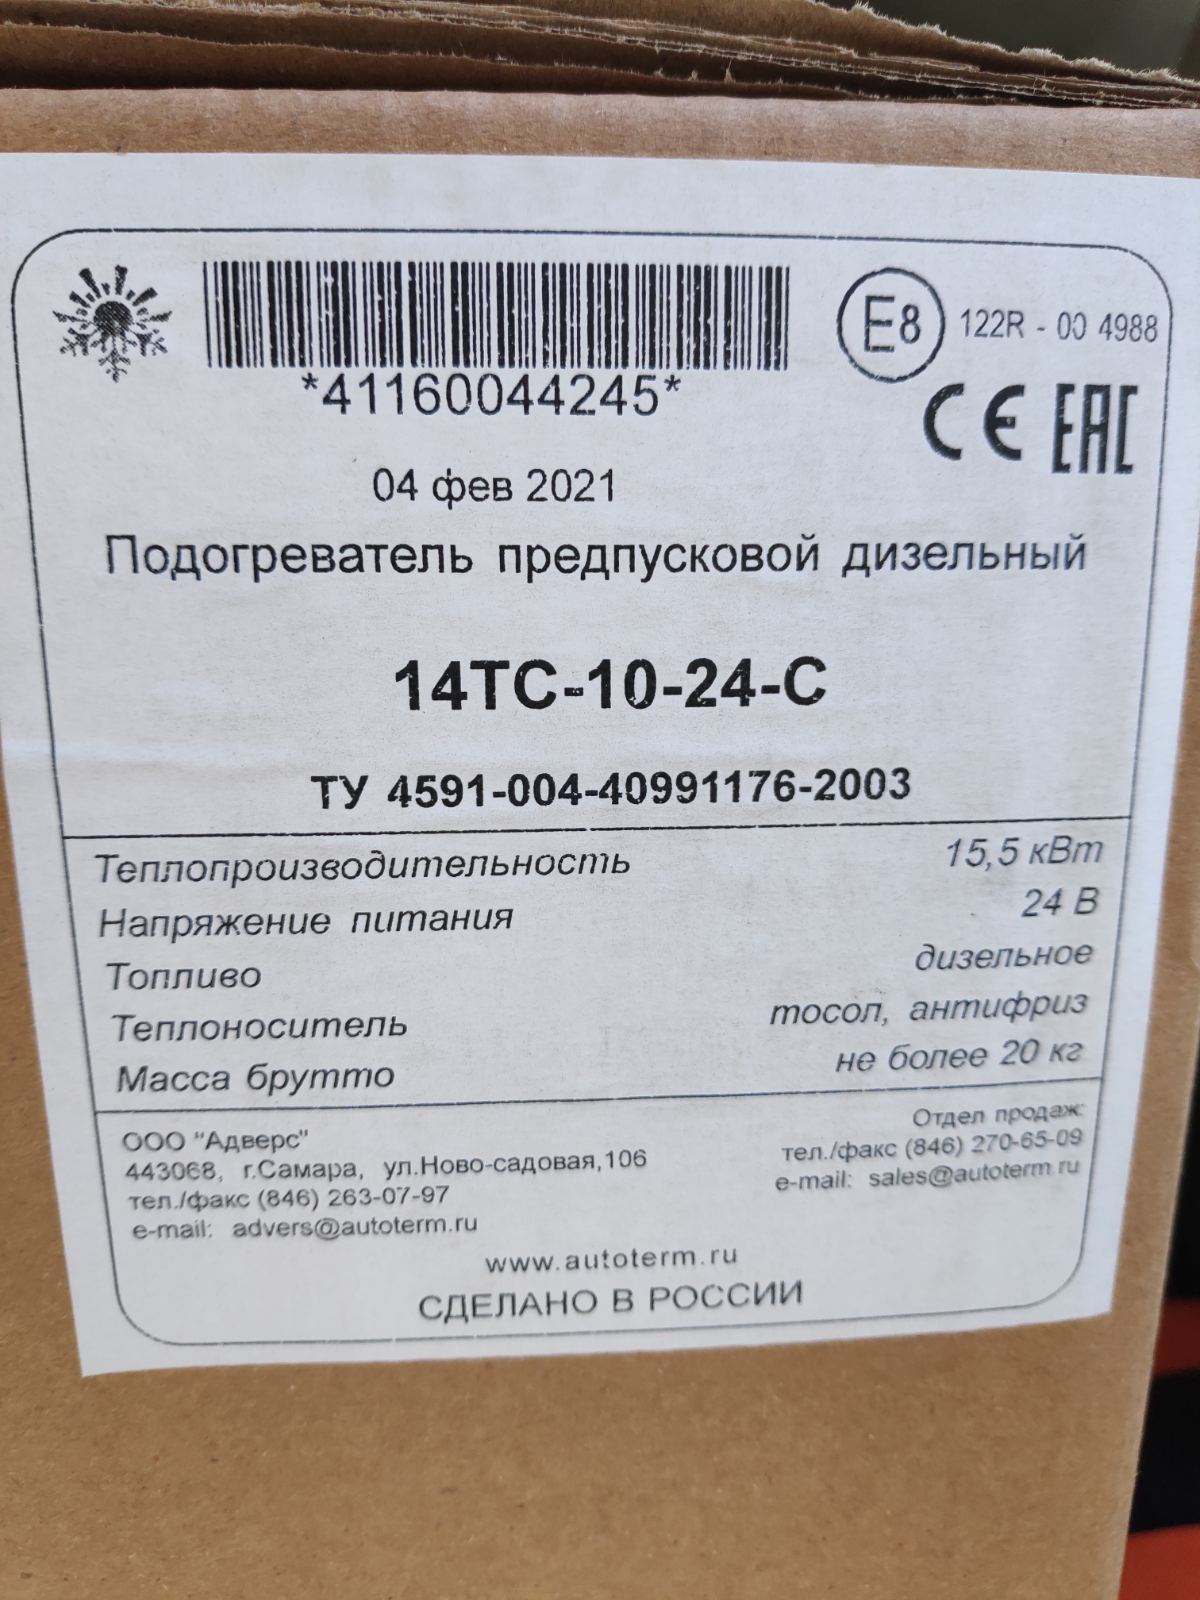 E8 122R - 00 4988
*41160044245*
CE EAC
04 фев 2021
Подогреватель предпусковой дизельный
14ТС-10-24-С
ТУ 4591-004-40991176-2003
Теплопроизводительность 15,5 кВт
Напряжение питания 24 В
Топливо дизельное
Теплоноситель тосол, антифриз
Масса брутто не более 20 кг
ООО "Адверс"
443068, г.Самара, ул.Ново-садовая,106
тел./факс (846) 263-07-97
e-mail: advers@autoterm.ru
Отдел продаж:
тел./факс (846) 270-65-09
e-mail: sales@autoterm.ru
www.autoterm.ru
СДЕЛАНО В РОССИИ